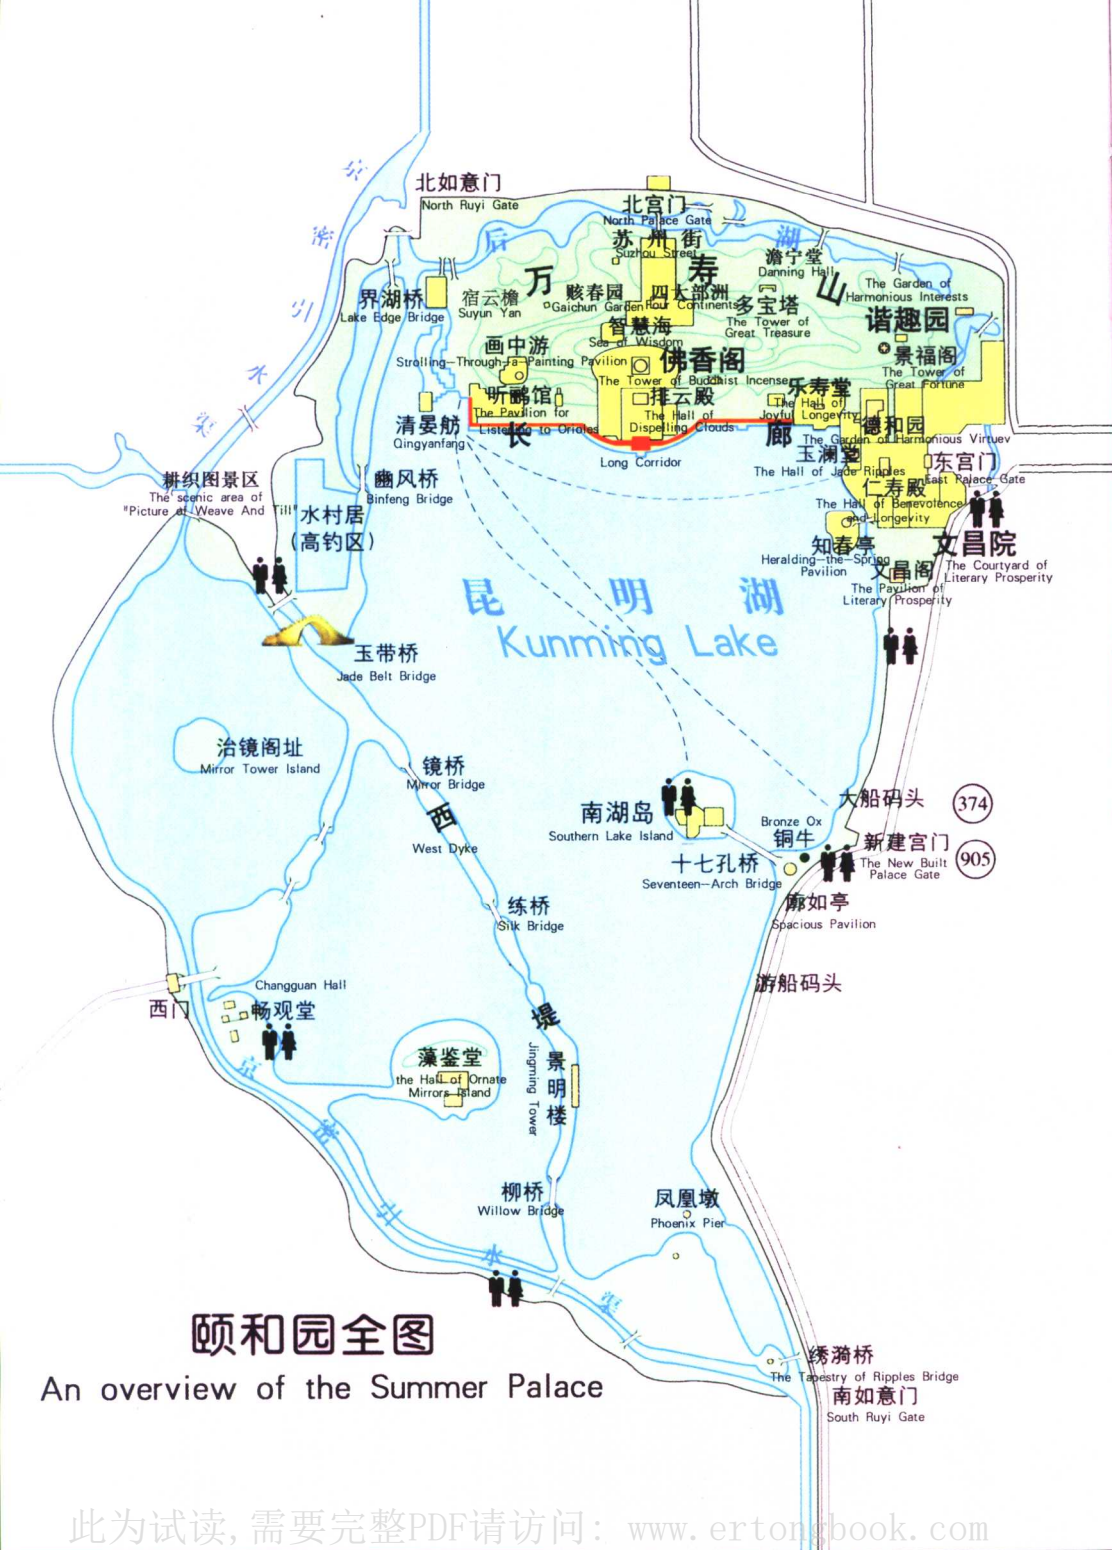 北如意门
North Ruyi Gate
北宫门
North Palace Gate
后
湖
苏州街
Suzhou Street
澹宁堂
Danning Hall
万
寿
山
The Garden of
Harmonious Interests
谐趣园
界湖桥
Lake Edge Bridge
宿云檐
Suyun Yan
赅春园
Gaichun Garden
四大部洲
Four Continents
多宝塔
The Tower of
Great Treasure
智慧海
Sea of Wisdom
画中游
Strolling—Through—a—Painting Pavilion
佛香阁
The Tower of Buddhist Incense
景福阁
The Tower of
Great Fortune
听鹂馆
The Pavilion for
Listening to Orioles
排云殿
The Hall of
Dispelling Clouds
乐寿堂
The Hall of
Joyful Longevity
清晏舫
Qingyanfang
长
廊
Long Corridor
德和园
The Garden of Harmonious Virtuev
玉澜堂
The Hall of Jade Ripples
东宫门
East Palace Gate
仁寿殿
The Hall of Benevolence
and Longevity
耕织图景区
The scenic area of
"Picture of Weave And Till"
豳风桥
Binfeng Bridge
水村居
(高钓区)
知春亭
Heralding—the—Spring
Pavilion
文昌院
The Courtyard of
Literary Prosperity
文昌阁
The Pavilion of
Literary Prosperity
昆明湖
Kunming Lake
玉带桥
Jade Belt Bridge
治镜阁址
Mirror Tower Island
镜桥
Mirror Bridge
西
West Dyke
南湖岛
Southern Lake Island
大船码头
374
Bronze Ox
铜牛
新建宫门
The New Built
Palace Gate
905
十七孔桥
Seventeen—Arch Bridge
廓如亭
Spacious Pavilion
练桥
Silk Bridge
游船码头
西门
Changguan Hall
畅观堂
堤
藻鉴堂
the Hall of Ornate
Mirrors Island
景明楼
Jingming Tower
柳桥
Willow Bridge
凤凰墩
Phoenix Pier
京密引水渠
京密引水渠
绣漪桥
The Tapestry of Ripples Bridge
南如意门
South Ruyi Gate
颐和园全图
An overview of the Summer Palace
此为试读,需要完整PDF请访问: www.ertongbook.com